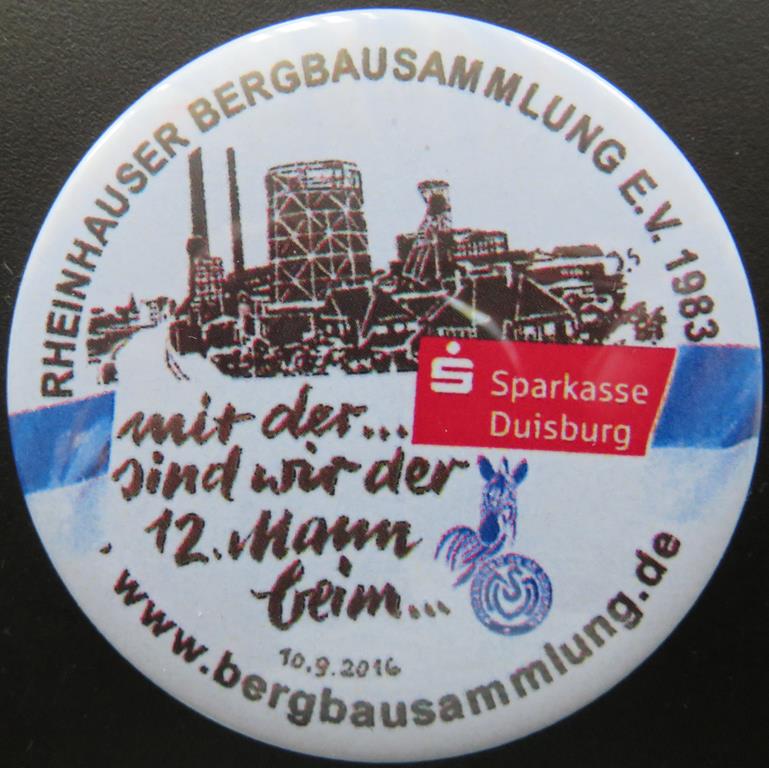 RHEINHAUSER BERGBAUSAMMLUNG E.V. 1983
Sparkasse
Duisburg
mit der...
sind wir der
12. Mann
beim...
10.9.2016
www.bergbausammlung.de